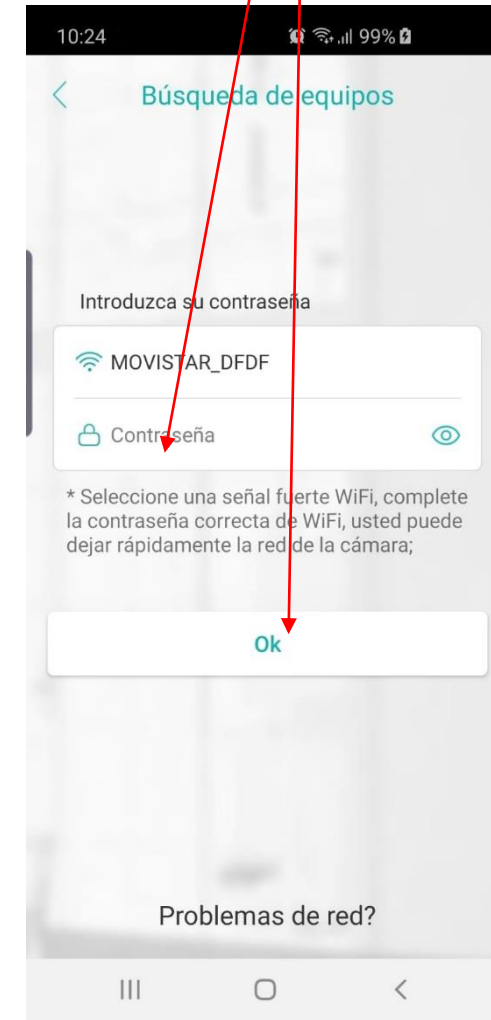 10:24 99%
Búsqueda de equipos
Introduzca su contraseña
MOVISTAR_DFDF
Contraseña
* Seleccione una señal fuerte WiFi, complete
la contraseña correcta de WiFi, usted puede
dejar rápidamente la red de la cámara;
Ok
Problemas de red?